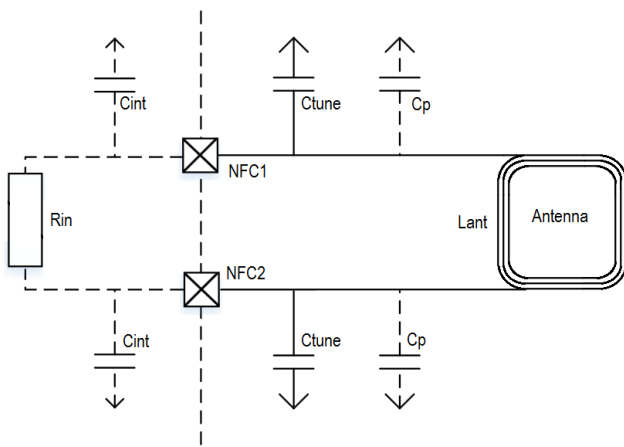 Cint
Ctune
Cp
NFC1
Rin
Lant
Antenna
NFC2
Cint
Ctune
Cp